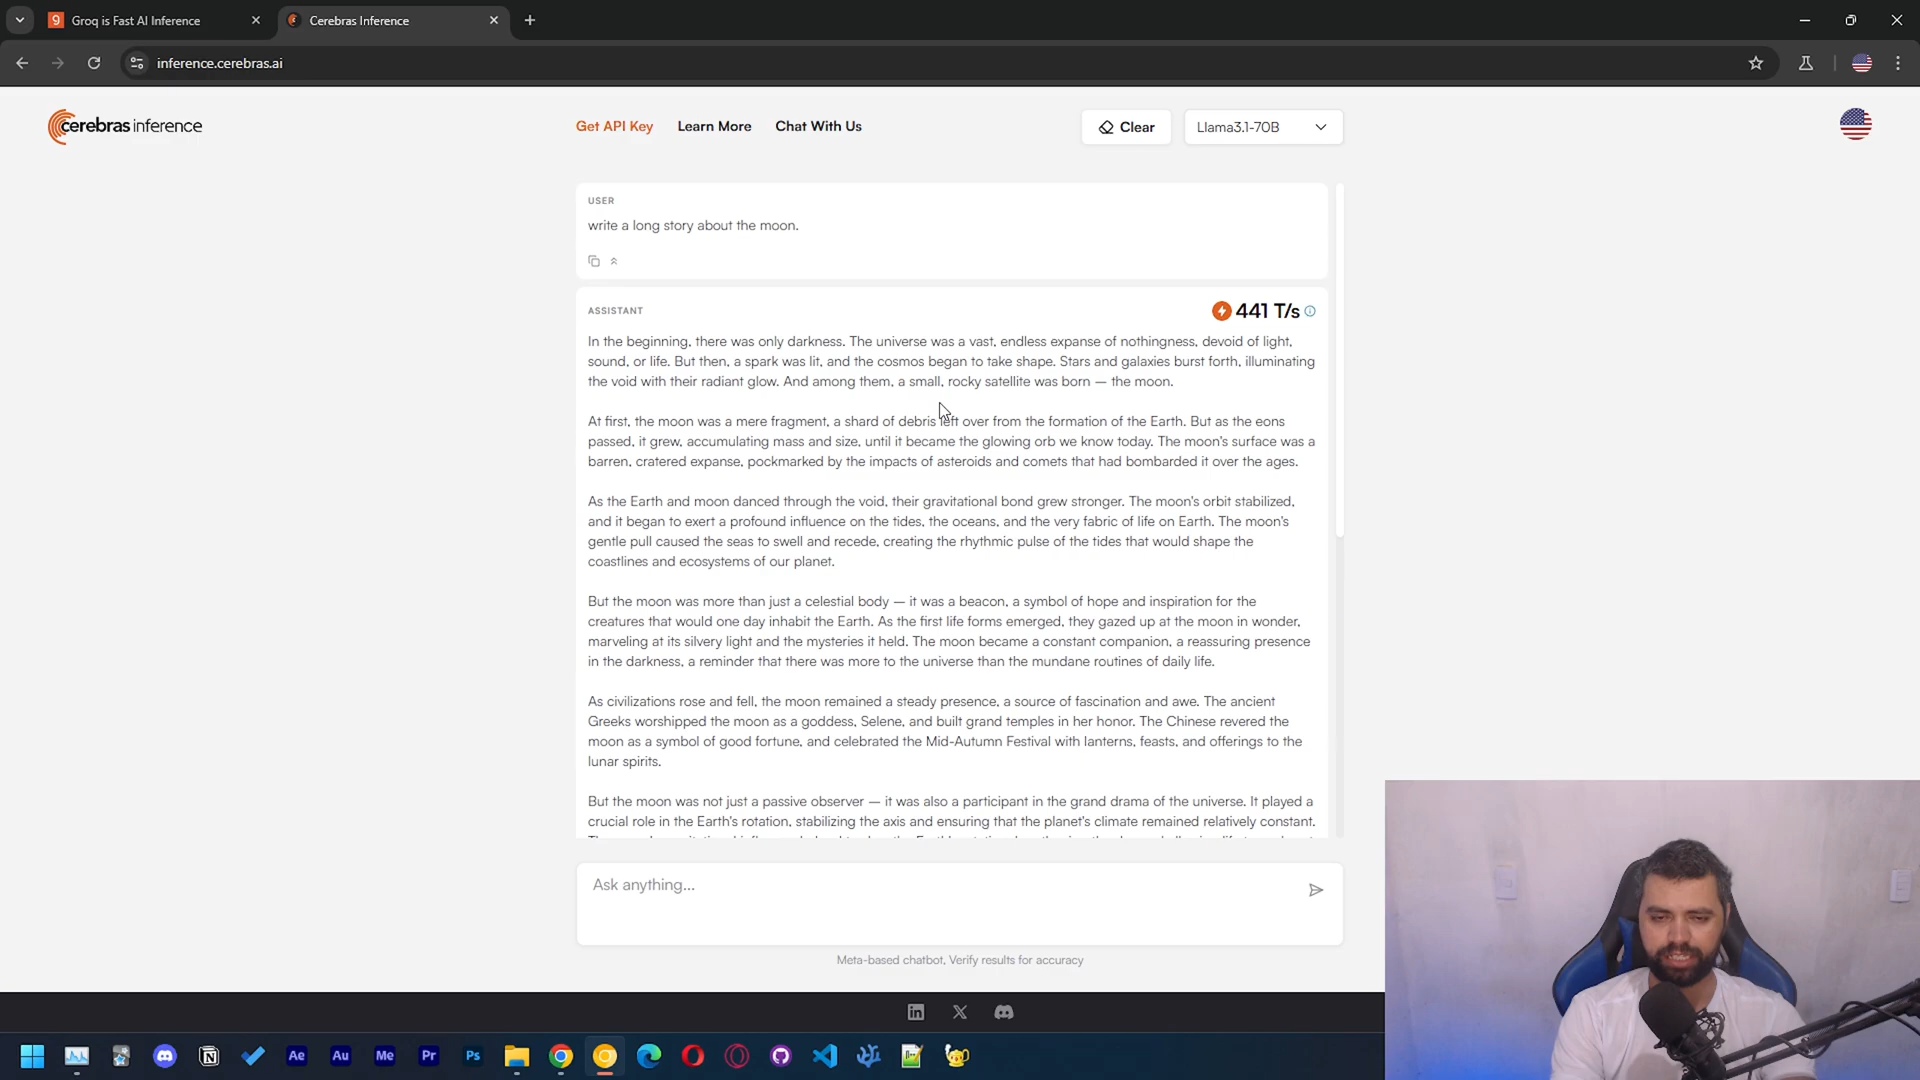 9 Groq is Fast AI Inference
Cerebras Inference
inference.cerebras.ai
cerebras inference
Get API Key
Learn More
Chat With Us
Clear
Llama3.1-70B
USER
write a long story about the moon.
ASSISTANT
441 T/s
In the beginning, there was only darkness. The universe was a vast, endless expanse of nothingness, devoid of light,
sound, or life. But then, a spark was lit, and the cosmos began to take shape. Stars and galaxies burst forth, illuminating
the void with their radiant glow. And among them, a small, rocky satellite was born – the moon.
At first, the moon was a mere fragment, a shard of debris left over from the formation of the Earth. But as the eons
passed, it grew, accumulating mass and size, until it became the glowing orb we know today. The moon's surface was a
barren, cratered expanse, pockmarked by the impacts of asteroids and comets that had bombarded it over the ages.
As the Earth and moon danced through the void, their gravitational bond grew stronger. The moon's orbit stabilized,
and it began to exert a profound influence on the tides, the oceans, and the very fabric of life on Earth. The moon's
gentle pull caused the seas to swell and recede, creating the rhythmic pulse of the tides that would shape the
coastlines and ecosystems of our planet.
But the moon was more than just a celestial body – it was a beacon, a symbol of hope and inspiration for the
creatures that would one day inhabit the Earth. As the first life forms emerged, they gazed up at the moon in wonder,
marveling at its silvery light and the mysteries it held. The moon became a constant companion, a reassuring presence
in the darkness, a reminder that there was more to the universe than the mundane routines of daily life.
As civilizations rose and fell, the moon remained a steady presence, a source of fascination and awe. The ancient
Greeks worshipped the moon as a goddess, Selene, and built grand temples in her honor. The Chinese revered the
moon as a symbol of good fortune, and celebrated the Mid-Autumn Festival with lanterns, feasts, and offerings to the
lunar spirits.
But the moon was not just a passive observer – it was also a participant in the grand drama of the universe. It played a
crucial role in the Earth's rotation, stabilizing the axis and ensuring that the planet's climate remained relatively constant.
Ask anything...
Meta-based chatbot, Verify results for accuracy
Ae
Au
Me
Pr
Ps